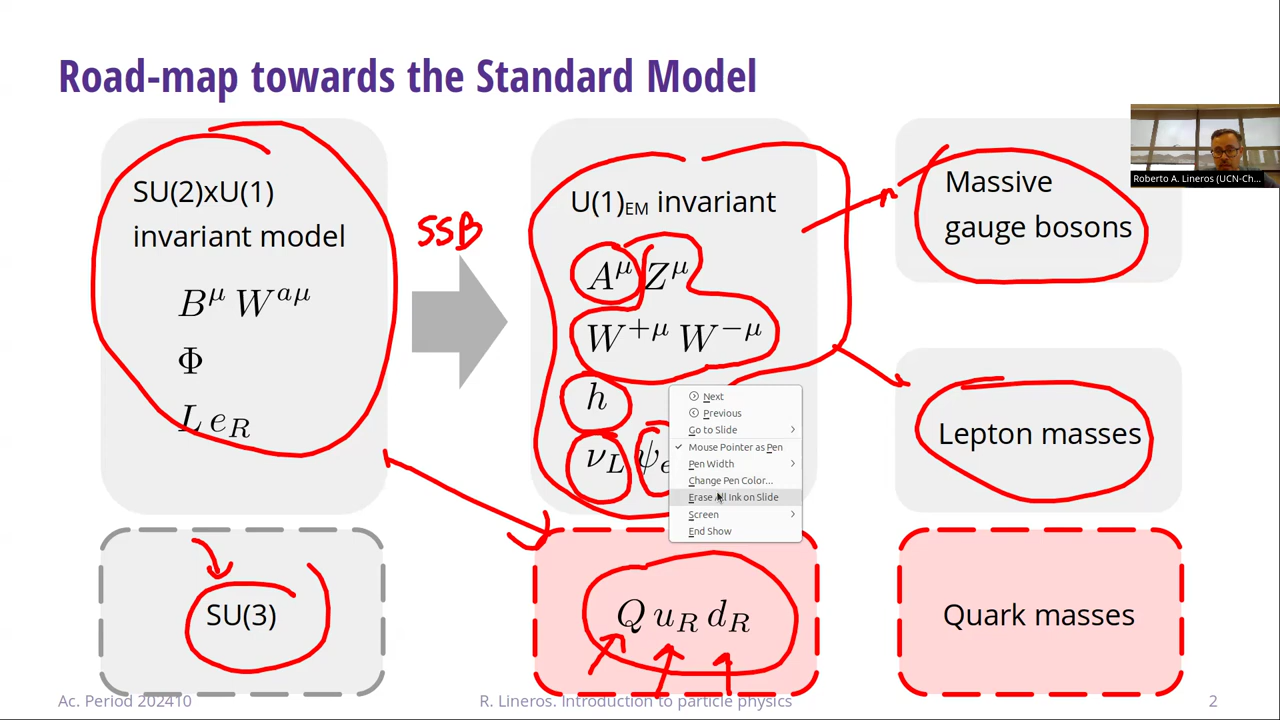 Road-map towards the Standard Model
SU(2)xU(1)
invariant model
B^μ W^{aμ}
Φ
L e_R
SSB
U(1)_EM invariant
A^μ Z^μ
W^{+μ} W^{-μ}
h
ν_L ψ_e
Next
Previous
Go to Slide
Mouse Pointer as Pen
Pen Width
Change Pen Color...
Erase All Ink on Slide
Screen
End Show
Massive
gauge bosons
Roberto A. Lineros (UCN-Ch...
Lepton masses
SU(3)
Q u_R d_R
Quark masses
Ac. Period 202410
R. Lineros. Introduction to particle physics
2